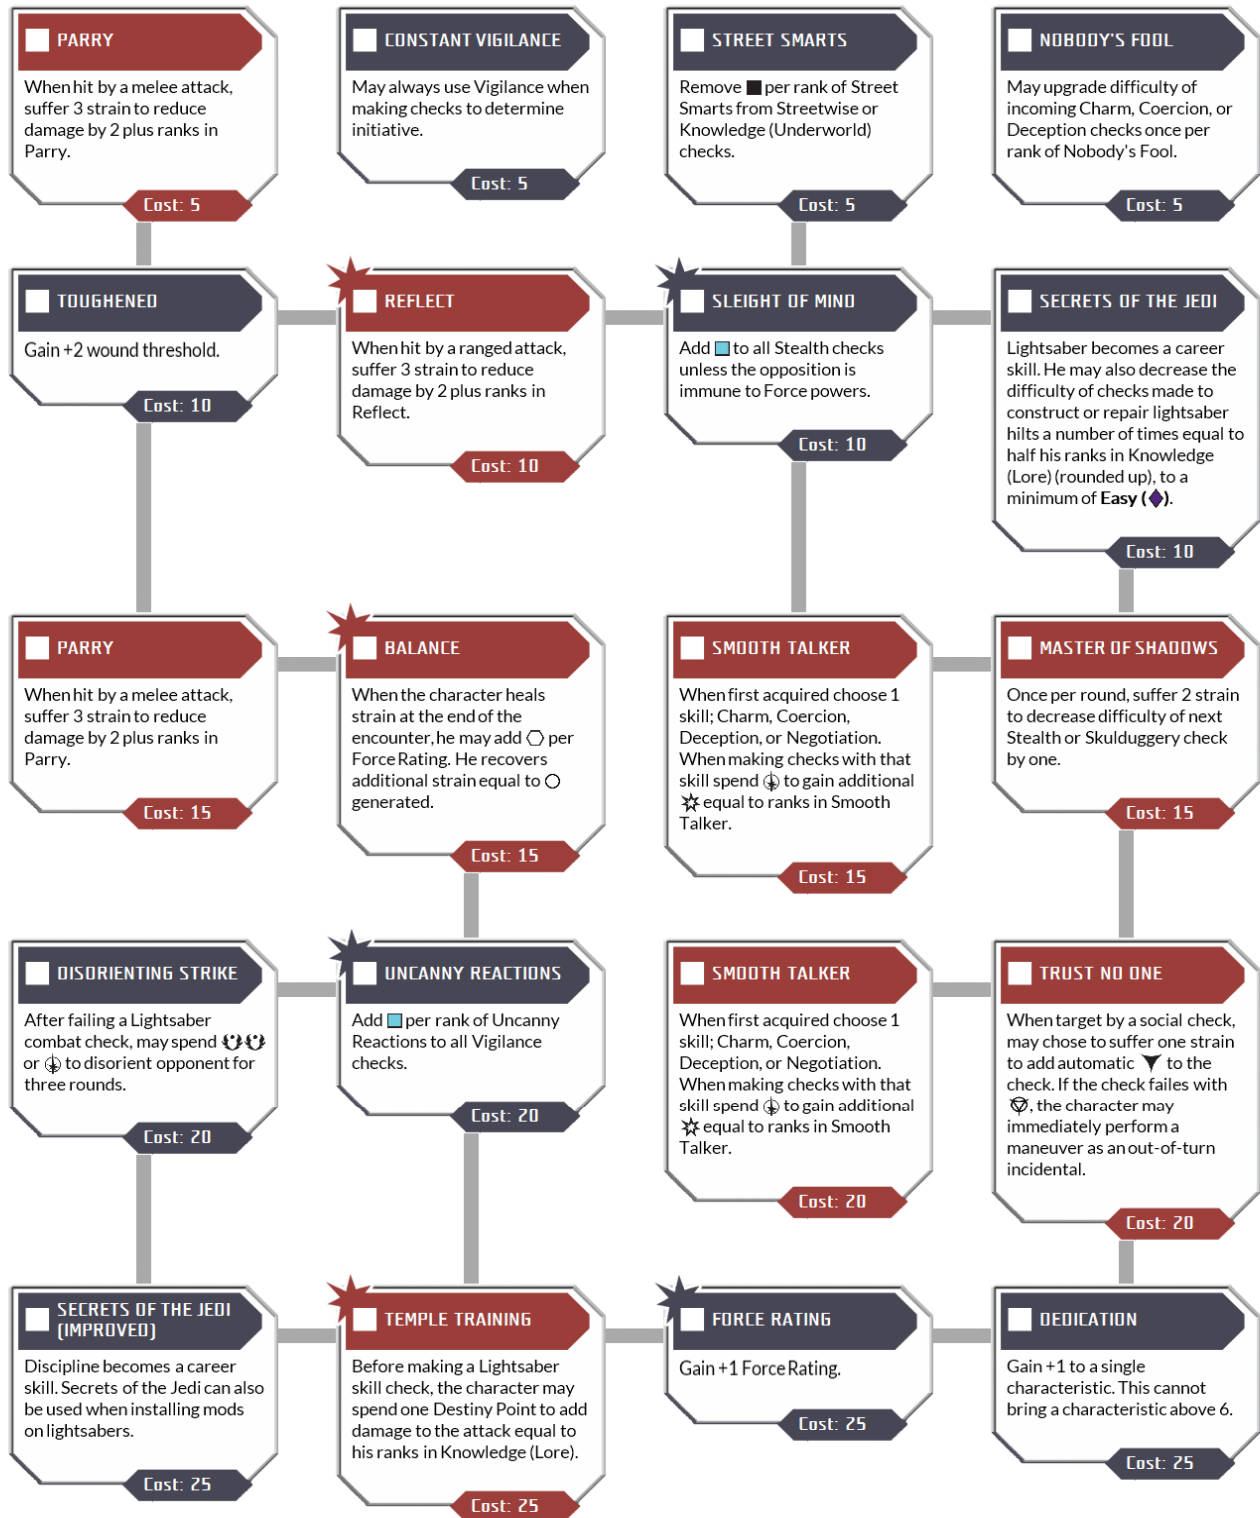 PARRY
When hit by a melee attack,
suffer 3 strain to reduce
damage by 2 plus ranks in
Parry.
Cost: 5
CONSTANT VIGILANCE
May always use Vigilance when
making checks to determine
initiative.
Cost: 5
STREET SMARTS
Remove per rank of Street
Smarts from Streetwise or
Knowledge (Underworld)
checks.
Cost: 5
NOBODY'S FOOL
May upgrade difficulty of
incoming Charm, Coercion, or
Deception checks once per
rank of Nobody's Fool.
Cost: 5
TOUGHENED
Gain +2 wound threshold.
Cost: 10
REFLECT
When hit by a ranged attack,
suffer 3 strain to reduce
damage by 2 plus ranks in
Reflect.
Cost: 10
SLEIGHT OF MIND
Add to all Stealth checks
unless the opposition is
immune to Force powers.
Cost: 10
SECRETS OF THE JEDI
Lightsaber becomes a career
skill. He may also decrease the
difficulty of checks made to
construct or repair lightsaber
hilts a number of times equal to
half his ranks in Knowledge
(Lore) (rounded up), to a
minimum of Easy ( ).
Cost: 10
PARRY
When hit by a melee attack,
suffer 3 strain to reduce
damage by 2 plus ranks in
Parry.
Cost: 15
BALANCE
When the character heals
strain at the end of the
encounter, he may add per
Force Rating. He recovers
additional strain equal to
generated.
Cost: 15
SMOOTH TALKER
When first acquired choose 1
skill; Charm, Coercion,
Deception, or Negotiation.
When making checks with that
skill spend to gain additional
equal to ranks in Smooth
Talker.
Cost: 15
MASTER OF SHADOWS
Once per round, suffer 2 strain
to decrease difficulty of next
Stealth or Skulduggery check
by one.
Cost: 15
DISORIENTING STRIKE
After failing a Lightsaber
combat check, may spend
or to disorient opponent for
three rounds.
Cost: 20
UNCANNY REACTIONS
Add per rank of Uncanny
Reactions to all Vigilance
checks.
Cost: 20
SMOOTH TALKER
When first acquired choose 1
skill; Charm, Coercion,
Deception, or Negotiation.
When making checks with that
skill spend to gain additional
equal to ranks in Smooth
Talker.
Cost: 20
TRUST NO ONE
When target by a social check,
may chose to suffer one strain
to add automatic to the
check. If the check failes with
, the character may
immediately perform a
maneuver as an out-of-turn
incidental.
Cost: 20
SECRETS OF THE JEDI
(IMPROVED)
Discipline becomes a career
skill. Secrets of the Jedi can also
be used when installing mods
on lightsabers.
Cost: 25
TEMPLE TRAINING
Before making a Lightsaber
skill check, the character may
spend one Destiny Point to add
damage to the attack equal to
his ranks in Knowledge (Lore).
Cost: 25
FORCE RATING
Gain +1 Force Rating.
Cost: 25
DEDICATION
Gain +1 to a single
characteristic. This cannot
bring a characteristic above 6.
Cost: 25